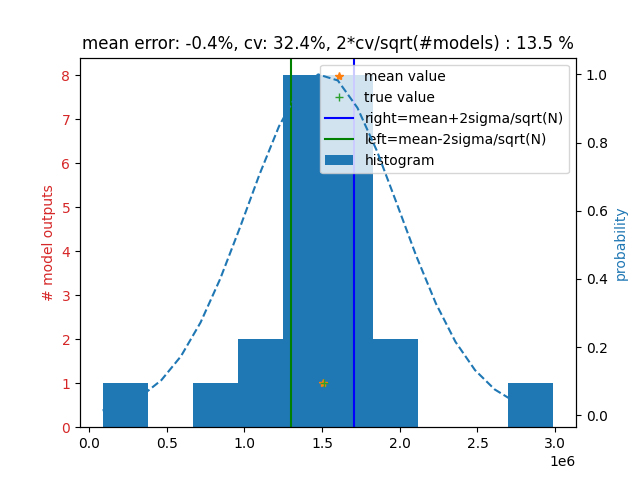 mean error: -0.4%, cv: 32.4%, 2*cv/sqrt(#models) : 13.5 %
mean value
true value
right=mean+2sigma/sqrt(N)
left=mean-2sigma/sqrt(N)
histogram
# model outputs
8
7
6
5
4
3
2
1
0
1.0
0.8
0.6
0.4
0.2
0.0
probability
0.0 0.5 1.0 1.5 2.0 2.5 3.0
1e6